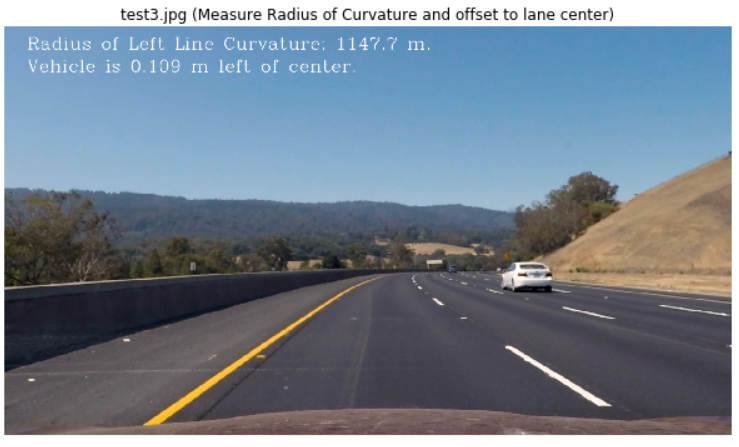 test3.jpg (Measure Radius of Curvature and offset to lane center)
Radius of Left Line Curvature: 1147.7 m.
Vehicle is 0.109 m left of center.